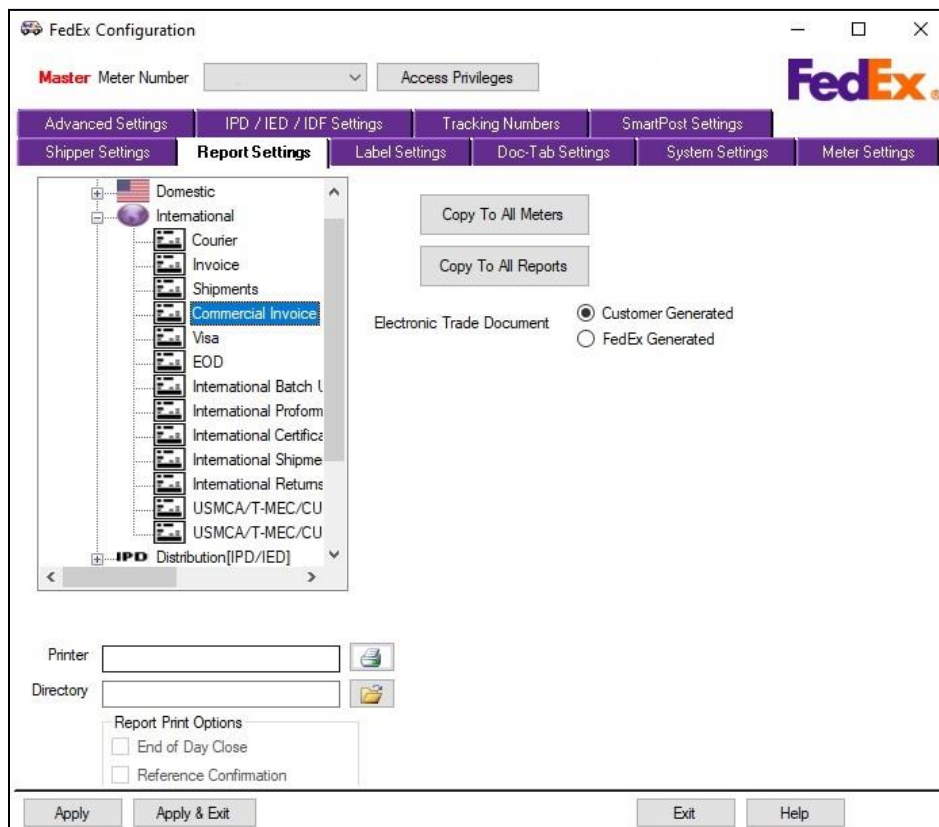 FedEx Configuration
Master Meter Number
Access Privileges
FedEx®
Advanced Settings
IPD / IED / IDF Settings
Tracking Numbers
SmartPost Settings
Shipper Settings
Report Settings
Label Settings
Doc-Tab Settings
System Settings
Meter Settings
Domestic
International
Courier
Invoice
Shipments
Commercial Invoice
Visa
EOD
International Batch U
International Proform
International Certifica
International Shipme
International Returns
USMCA/T-MEC/CU
USMCA/T-MEC/CU
IPD Distribution[IPD/IED]
Copy To All Meters
Copy To All Reports
Electronic Trade Document
Customer Generated
FedEx Generated
Printer
Directory
Report Print Options
End of Day Close
Reference Confirmation
Apply
Apply & Exit
Exit
Help